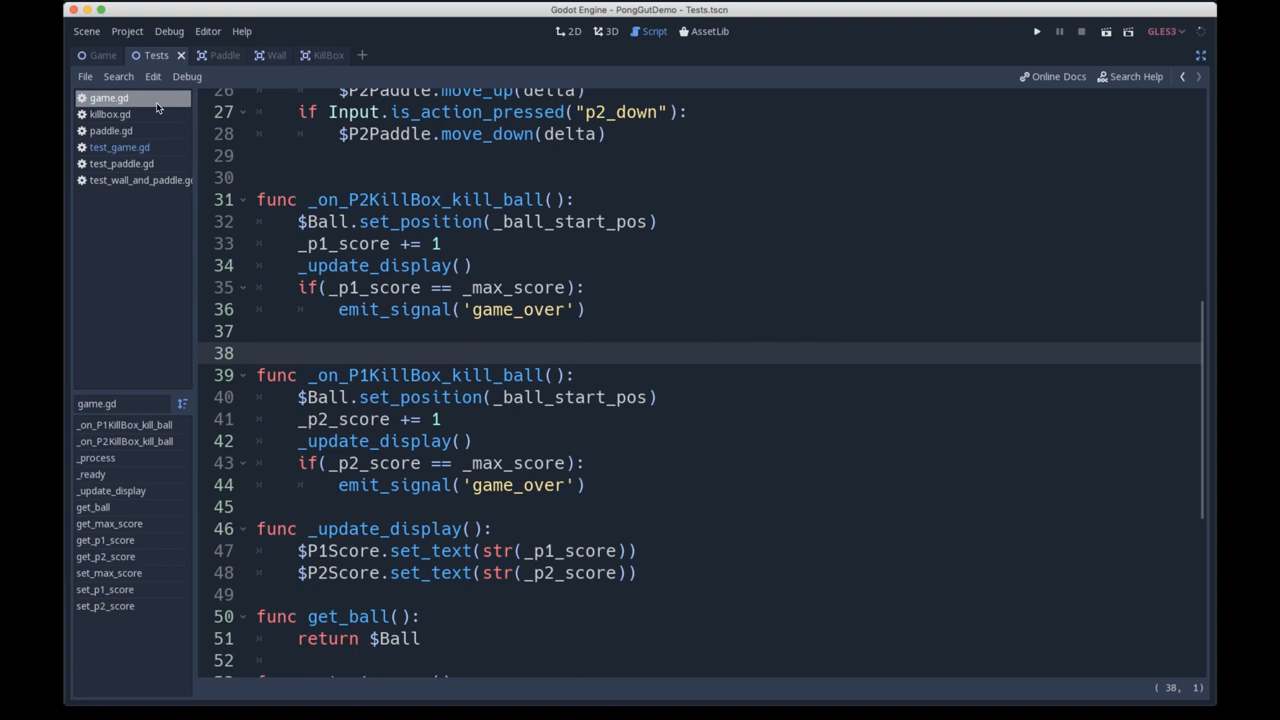 Godot Engine - PongGutDemo - Tests.tscn
Scene Project Debug Editor Help 2D 3D Script AssetLib GLES3
Game Tests Paddle Wall KillBox
File Search Edit Debug Online Docs Search Help
game.gd
killbox.gd
paddle.gd
test_game.gd
test_paddle.gd
test_wall_and_paddle.gd
game.gd
_on_P1KillBox_kill_ball
_on_P2KillBox_kill_ball
_process
_ready
_update_display
get_ball
get_max_score
get_p1_score
get_p2_score
set_max_score
set_p1_score
set_p2_score
26 $P2Paddle.move_up(delta)
27 if Input.is_action_pressed("p2_down"):
28 $P2Paddle.move_down(delta)
29
30
31 func _on_P2KillBox_kill_ball():
32 $Ball.set_position(_ball_start_pos)
33 _p1_score += 1
34 _update_display()
35 if(_p1_score == _max_score):
36 emit_signal('game_over')
37
38
39 func _on_P1KillBox_kill_ball():
40 $Ball.set_position(_ball_start_pos)
41 _p2_score += 1
42 _update_display()
43 if(_p2_score == _max_score):
44 emit_signal('game_over')
45
46 func _update_display():
47 $P1Score.set_text(str(_p1_score))
48 $P2Score.set_text(str(_p2_score))
49
50 func get_ball():
51 return $Ball
52
( 38, 1)